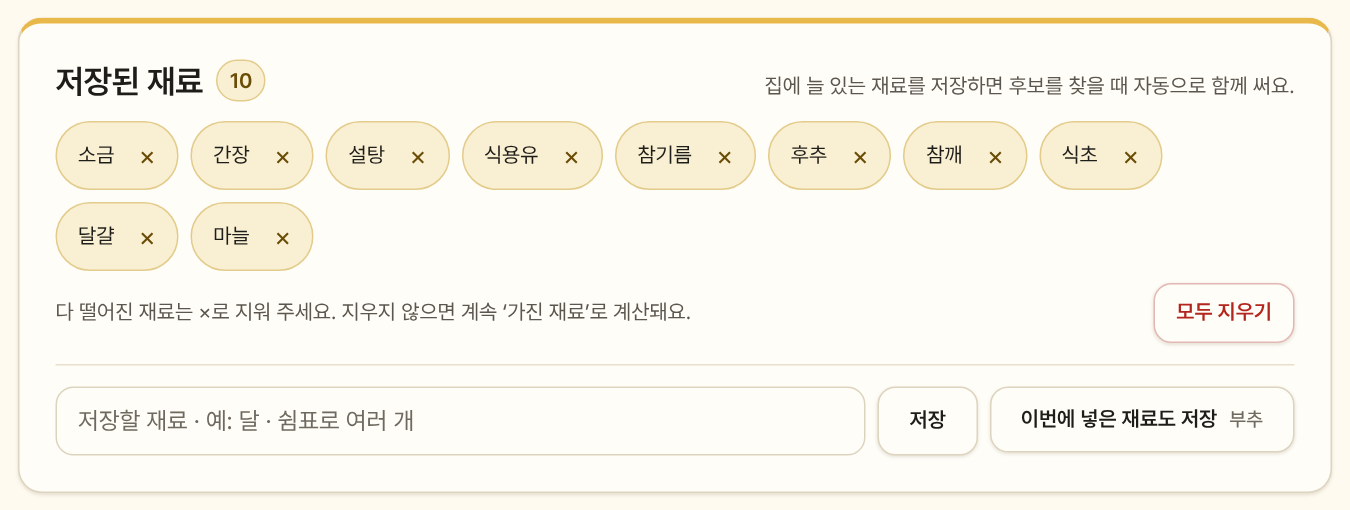 저장된 재료 10
집에 늘 있는 재료를 저장하면 후보를 찾을 때 자동으로 함께 써요.
소금 × 간장 × 설탕 × 식용유 × 참기름 × 후추 × 참깨 × 식초 ×
달걀 × 마늘 ×
다 떨어진 재료는 ×로 지워 주세요. 지우지 않으면 계속 ‘가진 재료’로 계산돼요.
모두 지우기
저장할 재료 · 예: 달 · 쉼표로 여러 개
저장
이번에 넣은 재료도 저장 부추